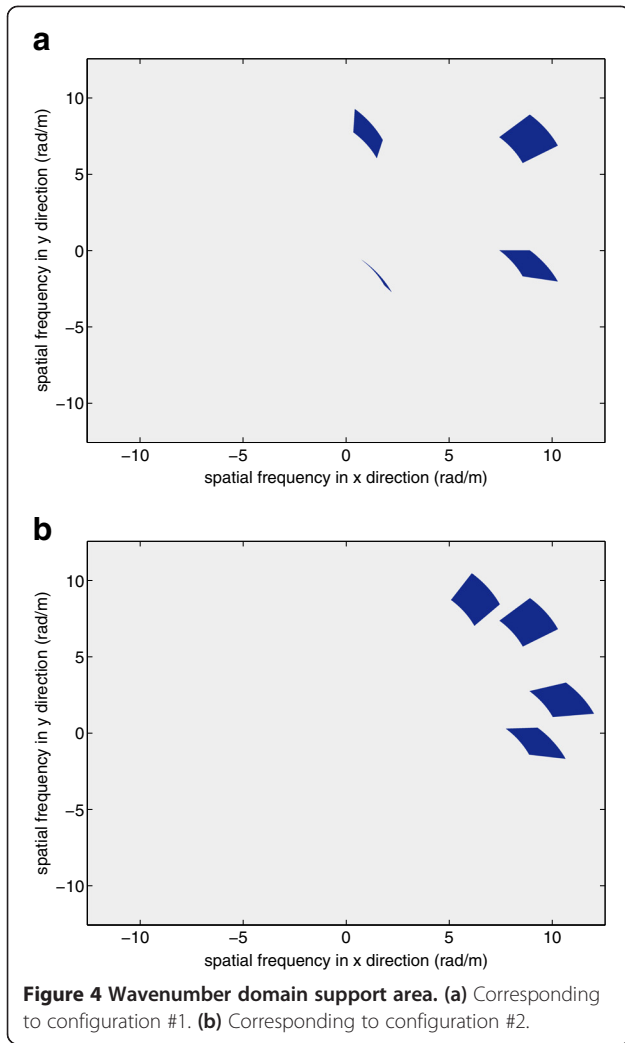 a
10
5
0
−5
−10
spatial frequency in y direction (rad/m)
−10 −5 0 5 10
spatial frequency in x direction (rad/m)
b
10
5
0
−5
−10
spatial frequency in y direction (rad/m)
−10 −5 0 5 10
spatial frequency in x direction (rad/m)
Figure 4 Wavenumber domain support area. (a) Corresponding
to configuration #1. (b) Corresponding to configuration #2.